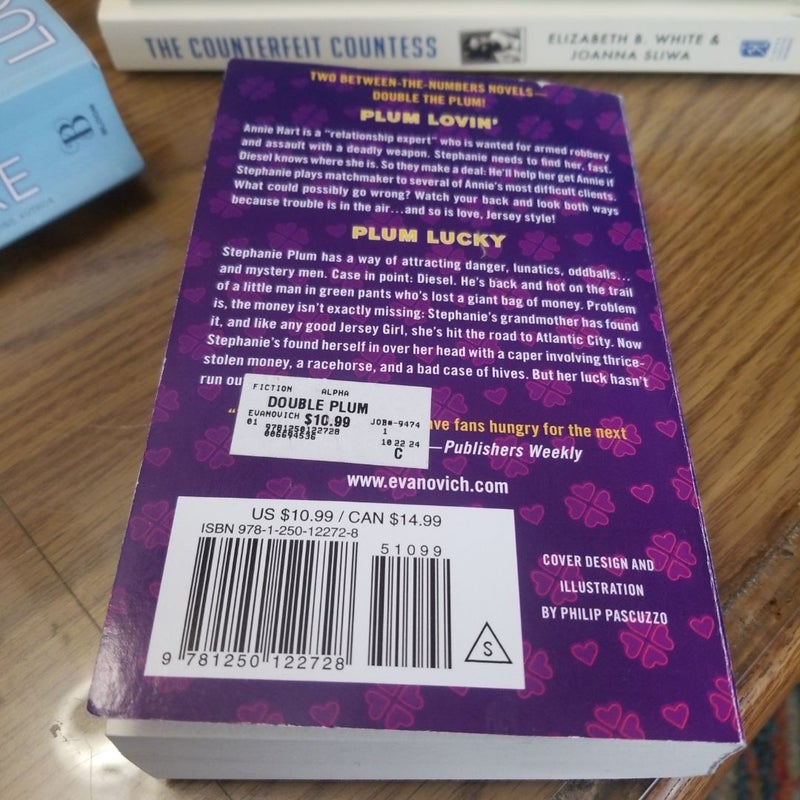 THE COUNTERFEIT COUNTESS
ELIZABETH B. WHITE &
JOANNA SLIWA
B
TWO BETWEEN-THE-NUMBERS NOVELS—
DOUBLE THE PLUM!
PLUM LOVIN'
Annie Hart is a "relationship expert" who is wanted for armed robbery
and assault with a deadly weapon. Stephanie needs to find her, fast.
Diesel knows where she is. So they make a deal: He'll help her get Annie if
Stephanie plays matchmaker to several of Annie's most difficult clients.
What could possibly go wrong? Watch your back and look both ways
because trouble is in the air...and so is love, Jersey style!
PLUM LUCKY
Stephanie Plum has a way of attracting danger, lunatics, oddballs...
and mystery men. Case in point: Diesel. He's back and hot on the trail
of a little man in green pants who's lost a giant bag of money. Problem
is, the money isn't exactly missing: Stephanie's grandmother has found
it, and like any good Jersey Girl, she's hit the road to Atlantic City. Now
Stephanie's found herself in over her head with a caper involving thrice-
stolen money, a racehorse, and a bad case of hives. But her luck hasn't
run ou
FICTION ALPHA
DOUBLE PLUM
EVANOVICH $10.99 JOB#-9474
01 9781250122728 1
006694536 10 22 24
C
"
ve fans hungry for the next
—Publishers Weekly
www.evanovich.com
US $10.99 / CAN $14.99
ISBN 978-1-250-12272-8
51099
9 781250 122728
S
COVER DESIGN AND
ILLUSTRATION
BY PHILIP PASCUZZO